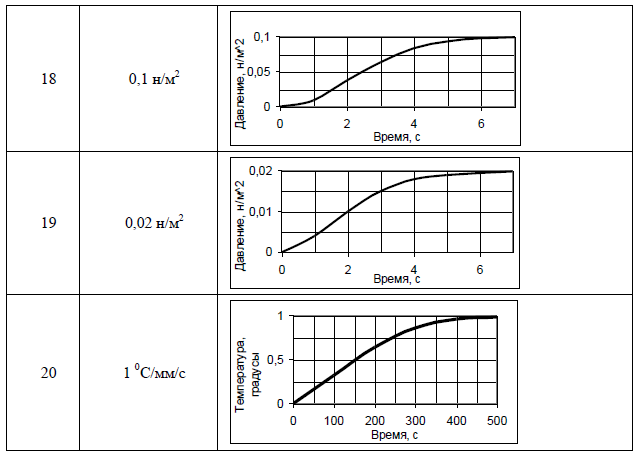 18
0,1 н/м²
Давление, н/м^2
0,1
0,05
0
0 2 4 6
Время, с
19
0,02 н/м²
Давление, н/м^2
0,02
0,01
0
0 2 4 6
Время, с
20
1 ⁰С/мм/с
Температура,
градусы
1
0,5
0
0 100 200 300 400 500
Время, с